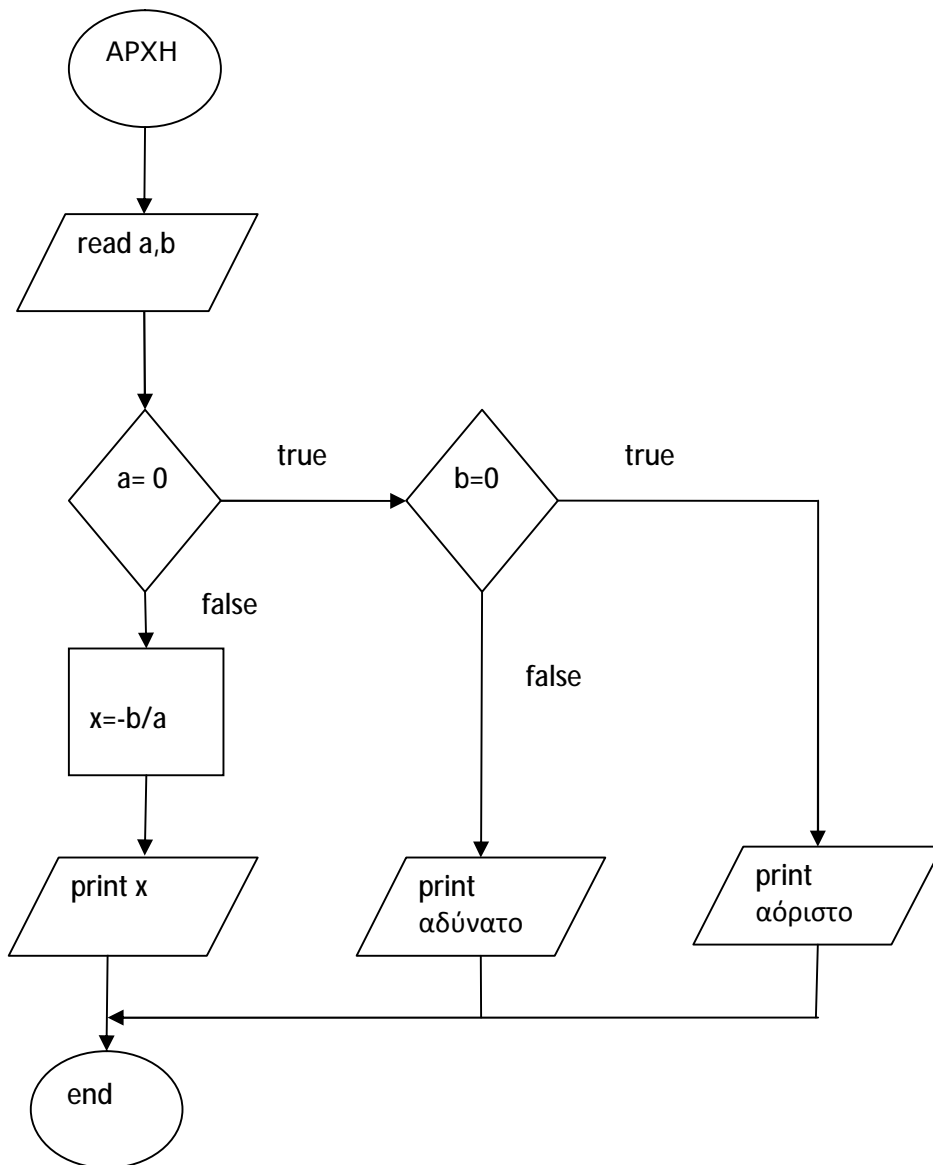 ΑΡΧΗ
read a,b
a= 0
true
b=0
true
false
x=-b/a
false
print x
print
αδύνατο
print
αόριστο
end